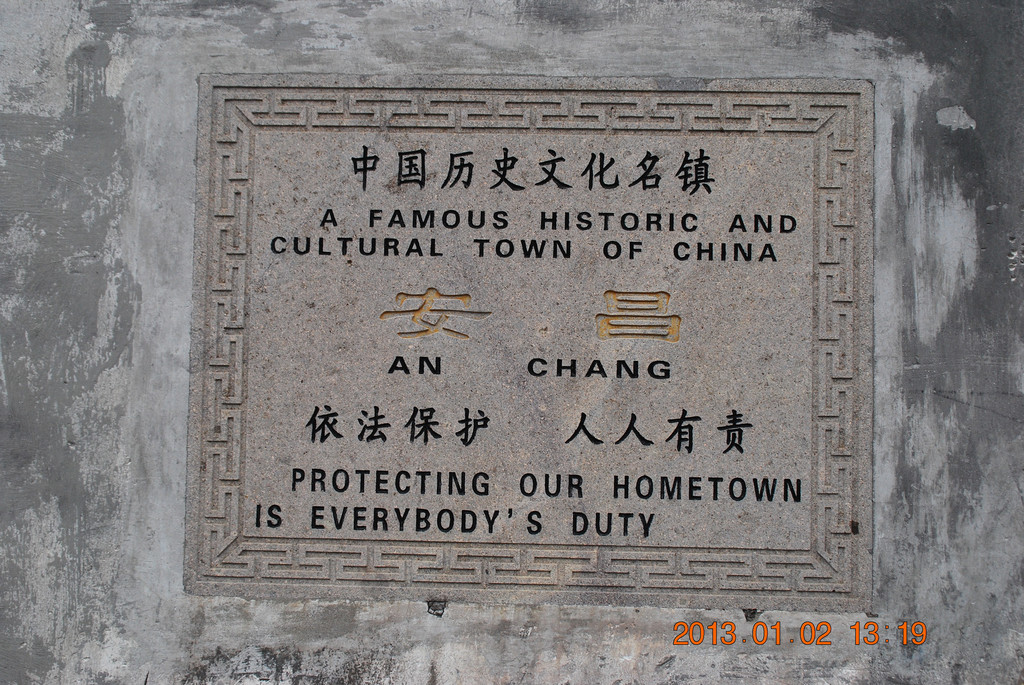 中国历史文化名镇
A FAMOUS HISTORIC AND
CULTURAL TOWN OF CHINA
安 昌
AN CHANG
依法保护 人人有责
PROTECTING OUR HOMETOWN
IS EVERYBODY'S DUTY
2013.01.02 13:19